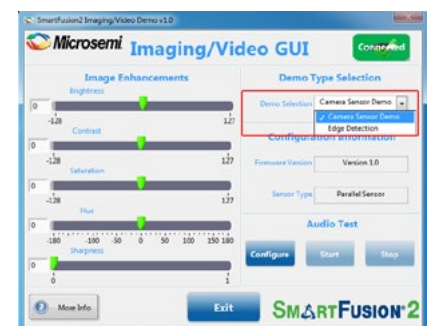 SmartFusion2 Imaging/Video Demo v1.0
Microsemi
Imaging/Video GUI
Connected
Image Enhancements
Brightness
0
-128 127
Contrast
0
-128 127
Saturation
0
-128 127
Hue
0
-180 -100 -50 0 50 100 150 180
Sharpness
0
0 1
More Info
Exit
Demo Type Selection
Demo Selection Camera Sensor Demo
Camera Sensor Demo
Edge Detection
Configuration Information
Firmware Version Version 1.0
Sensor Type Parallel Sensor
Audio Test
Configure Start Stop
SMARTFUSION®2